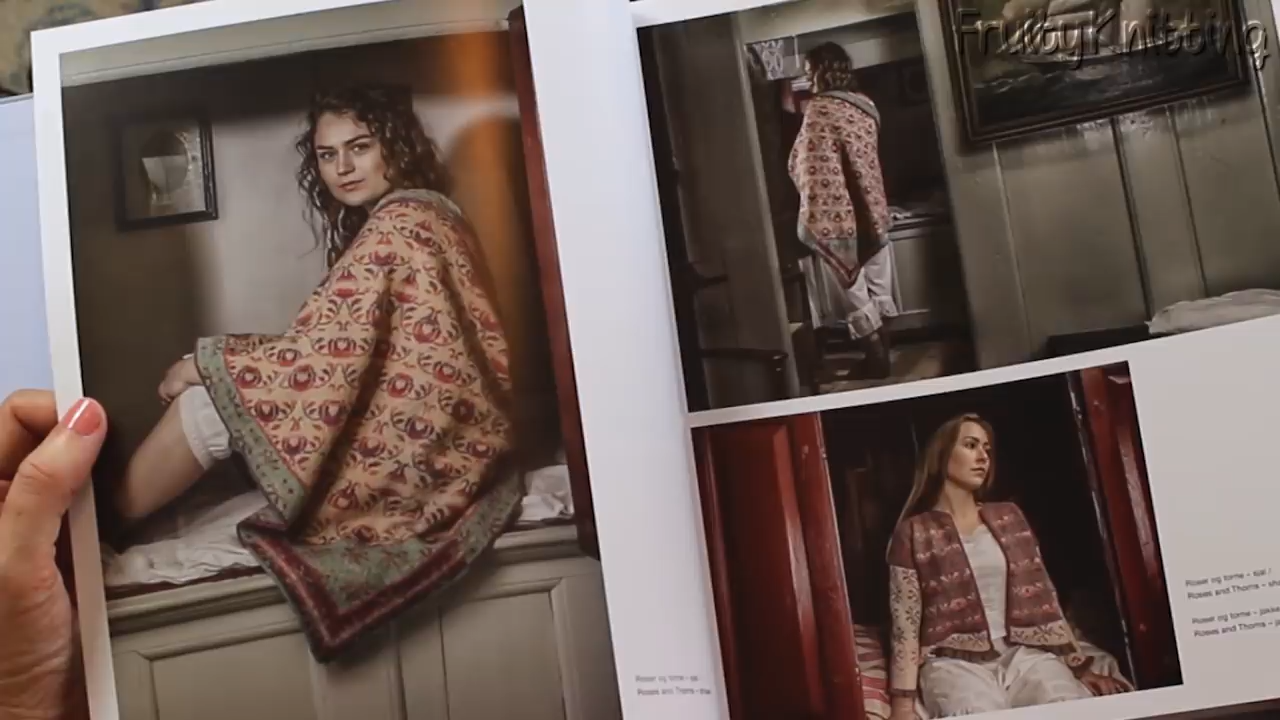 FruityKnitting
Roser og torne - sjal /
Roses and Thorns -
Roser og torne -
Roses and Thorns -
Roser og torne -
Roses and Thorns -